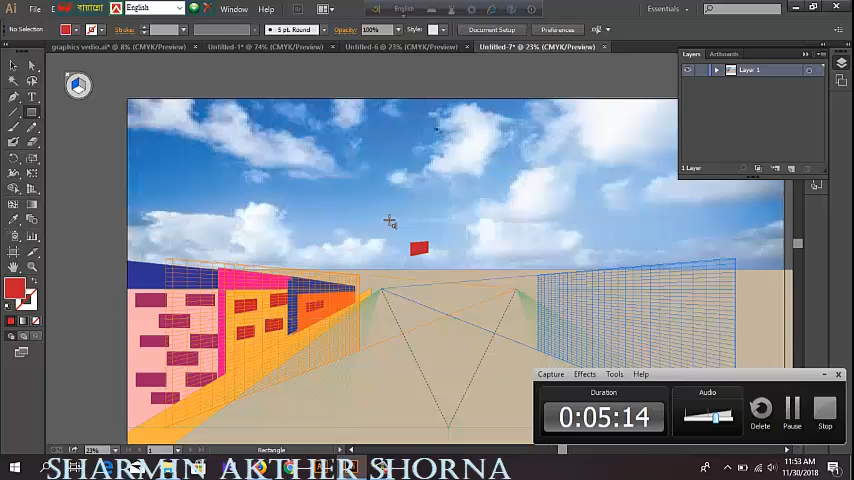 Ai File বায়ান্নো A English Window English Essentials
No Selection Stroke: 5 pt. Round Opacity: 100% Style: Document Setup Preferences
graphics vedio.ai* @ 8% (CMYK/Preview) × Untitled-1* @ 74% (CMYK/Preview) × Untitled-6 @ 23% (CMYK/Preview) × Untitled-7* @ 23% (CMYK/Preview) ×
Layers Artboards
Layer 1
1 Layer
Capture Effects Tools Help
Duration
0:05:14
Audio
Delete Pause Stop
23% 1 Rectangle
SHARMIN AKTHER SHORNA
11:53 AM
11/30/2018